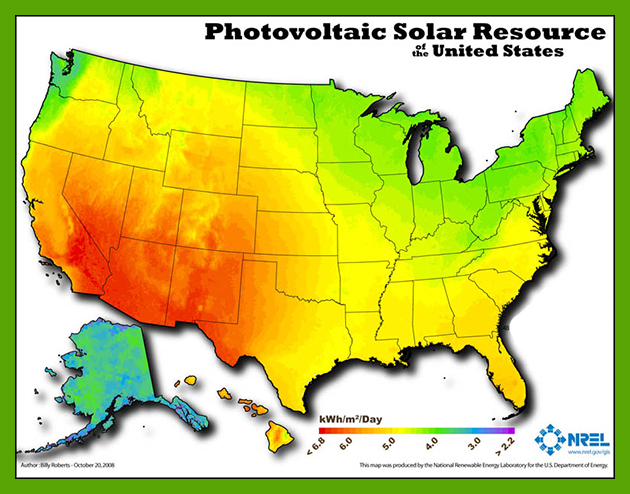 Photovoltaic Solar Resource
of the United States
kWh/m²/Day
< 6.8 6.0 5.0 4.0 3.0 > 2.2
NREL
www.nrel.gov/gis
Author : Billy Roberts - October 20, 2008
This map was produced by the National Renewable Energy Laboratory for the U.S. Department of Energy.